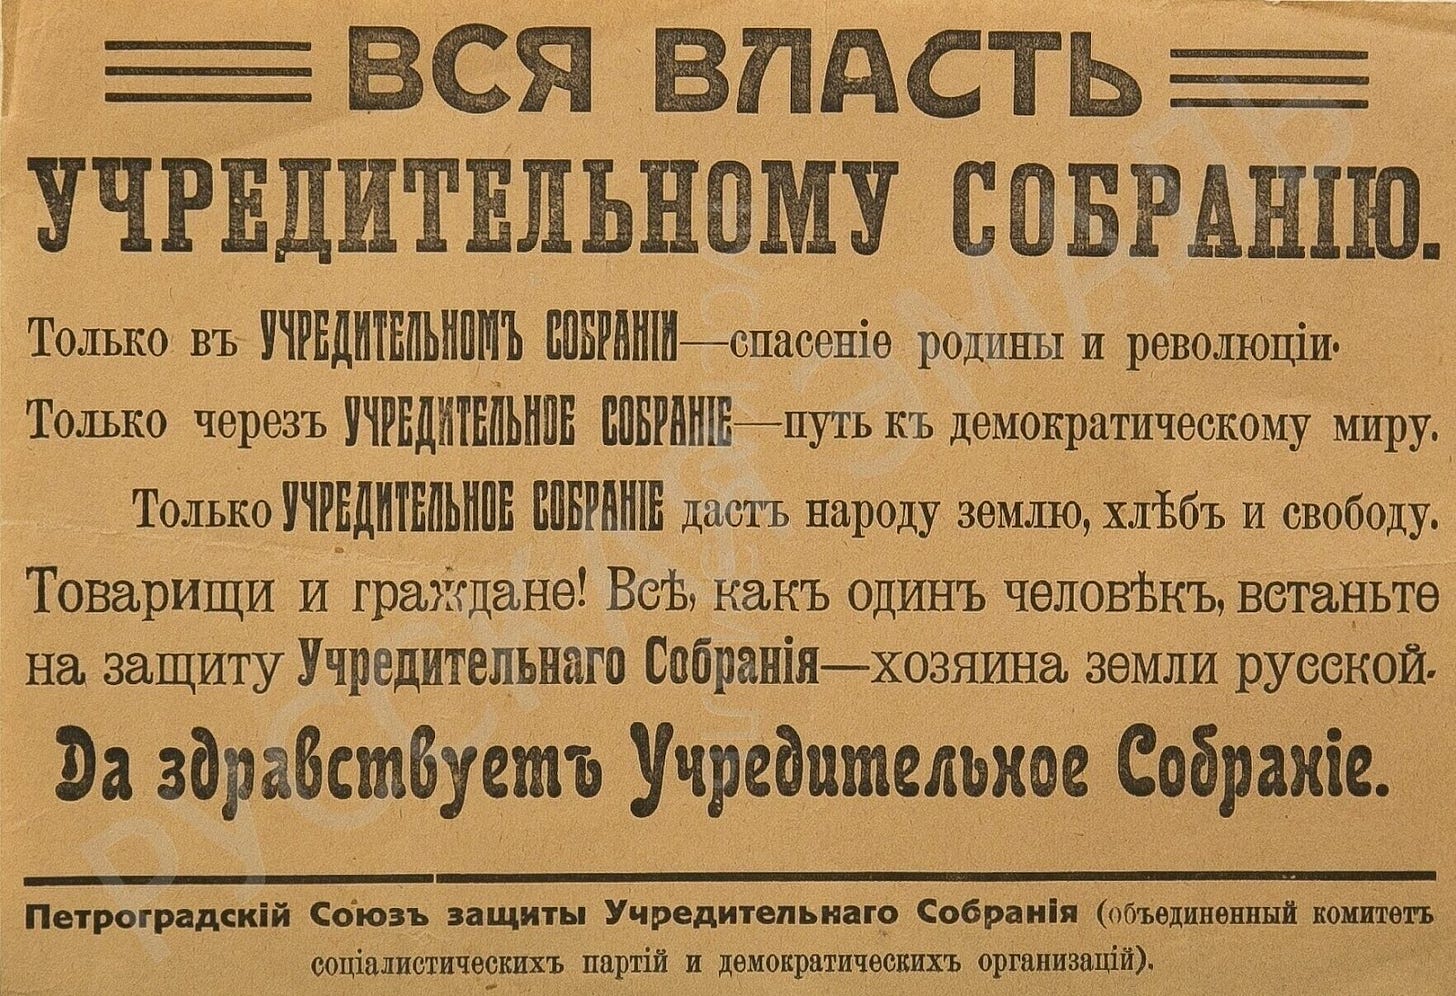 ВСЯ ВЛАСТЬ
УЧРЕДИТЕЛЬНОМУ СОБРАНІЮ.
Только въ УЧРЕДИТЕЛЬНОМЪ СОБРАНІИ—спасеніе родины и революціи.
Только черезъ УЧРЕДИТЕЛЬНОЕ СОБРАНІЕ—путь къ демократическому миру.
Только УЧРЕДИТЕЛЬНОЕ СОБРАНІЕ дастъ народу землю, хлѣбъ и свободу.
Товарищи и граждане! Всѣ, какъ одинъ человѣкъ, встаньте
на защиту Учредительнаго Собранія—хозяина земли русской.
Да здравствуетъ Учредительное Собраніе.
Петроградскій Союзъ защиты Учредительнаго Собранія (объединенный комитетъ
соціалистическихъ партій и демократическихъ организацій).
РУССКАЯ ЭМАЛЬ